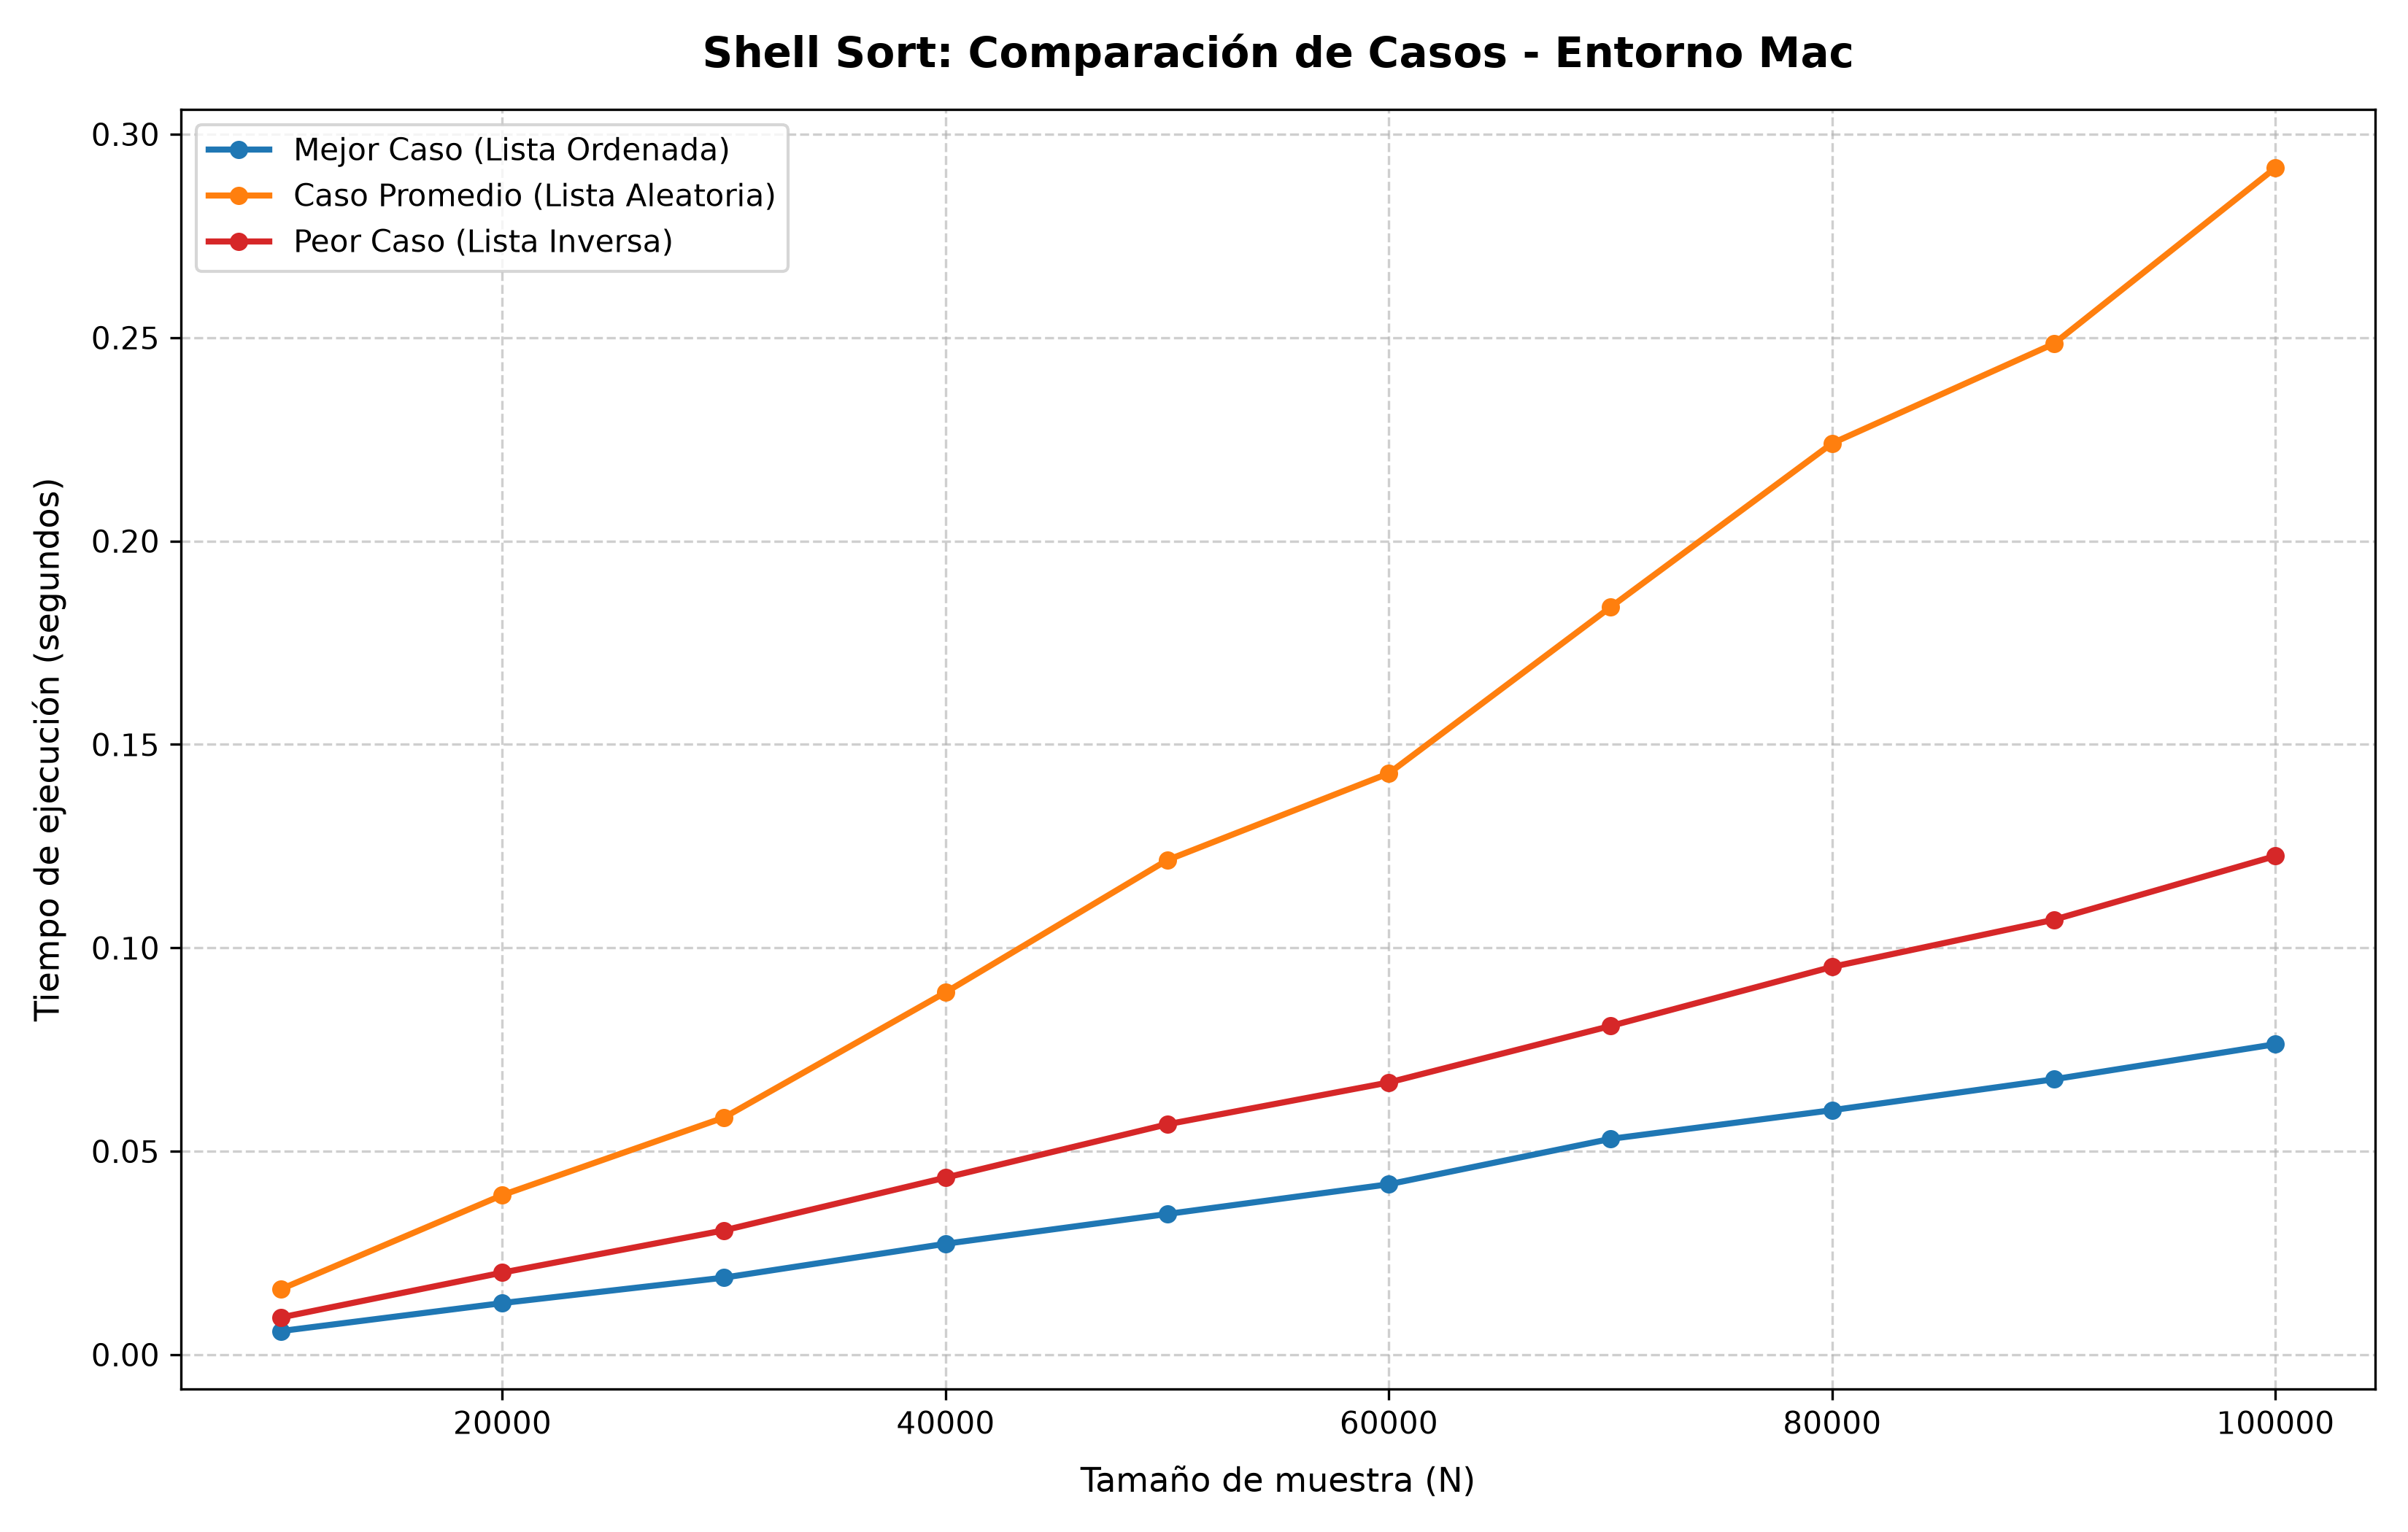 Shell Sort: Comparación de Casos - Entorno Mac
Mejor Caso (Lista Ordenada)
Caso Promedio (Lista Aleatoria)
Peor Caso (Lista Inversa)
Tiempo de ejecución (segundos)
0.30
0.25
0.20
0.15
0.10
0.05
0.00
20000
40000
60000
80000
100000
Tamaño de muestra (N)